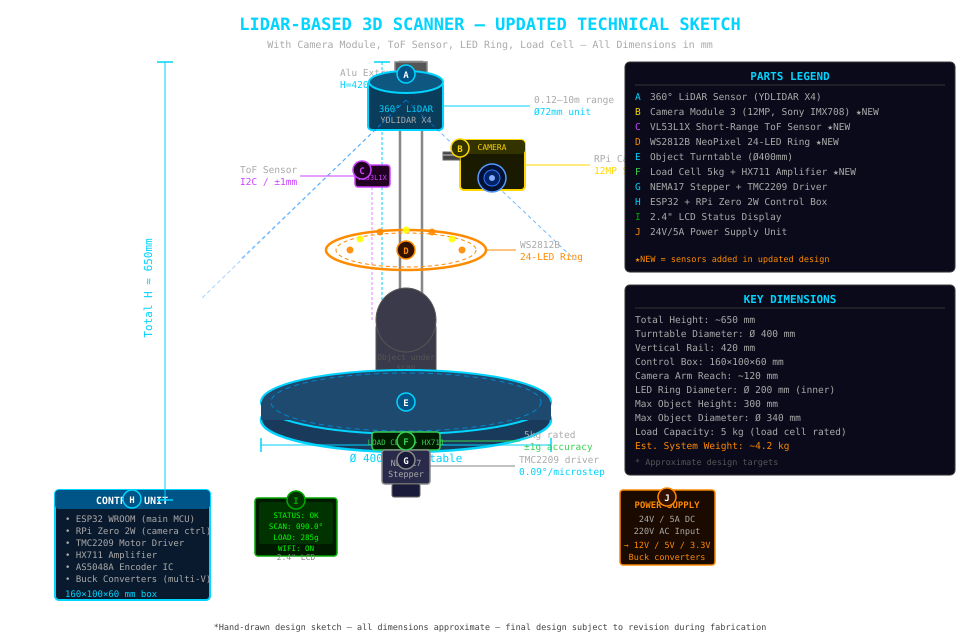 LIDAR-BASED 3D SCANNER — UPDATED TECHNICAL SKETCH
With Camera Module, ToF Sensor, LED Ring, Load Cell — All Dimensions in mm
Alu Ext
H=420
A
360° LiDAR
YDLIDAR X4
0.12–10m range
Ø72mm unit
B
CAMERA
RPi Ca
12MP
ToF Sensor
I2C / ±1mm
C
53L1X
D
WS2812B
24-LED Ring
Total H = 650mm
Object under
E
LOAD C
F
HX711
5kg rated
±1g accuracy
Ø 400
table
G
Stepper
TMC2209 driver
0.09°/microstep
PARTS LEGEND
A 360° LiDAR Sensor (YDLIDAR X4)
B Camera Module 3 (12MP, Sony IMX708) ★NEW
C VL53L1X Short-Range ToF Sensor ★NEW
D WS2812B NeoPixel 24-LED Ring ★NEW
E Object Turntable (Ø400mm)
F Load Cell 5kg + HX711 Amplifier ★NEW
G NEMA17 Stepper + TMC2209 Driver
H ESP32 + RPi Zero 2W Control Box
I 2.4" LCD Status Display
J 24V/5A Power Supply Unit
★NEW = sensors added in updated design
KEY DIMENSIONS
Total Height: ~650 mm
Turntable Diameter: Ø 400 mm
Vertical Rail: 420 mm
Control Box: 160×100×60 mm
Camera Arm Reach: ~120 mm
LED Ring Diameter: Ø 200 mm (inner)
Max Object Height: 300 mm
Max Object Diameter: Ø 340 mm
Load Capacity: 5 kg (load cell rated)
Est. System Weight: ~4.2 kg
* Approximate design targets
H
CONTROL UNIT
• ESP32 WROOM (main MCU)
• RPi Zero 2W (camera ctrl)
• TMC2209 Motor Driver
• HX711 Amplifier
• AS5048A Encoder IC
• Buck Converters (multi-V)
160×100×60 mm box
I
STATUS: OK
SCAN: 090.0°
LOAD: 285g
WIFI: ON
2.4" LCD
J
POWER SUPPLY
24V / 5A DC
220V AC Input
→ 12V / 5V / 3.3V
Buck converters
*Hand-drawn design sketch — all dimensions approximate — final design subject to revision during fabrication